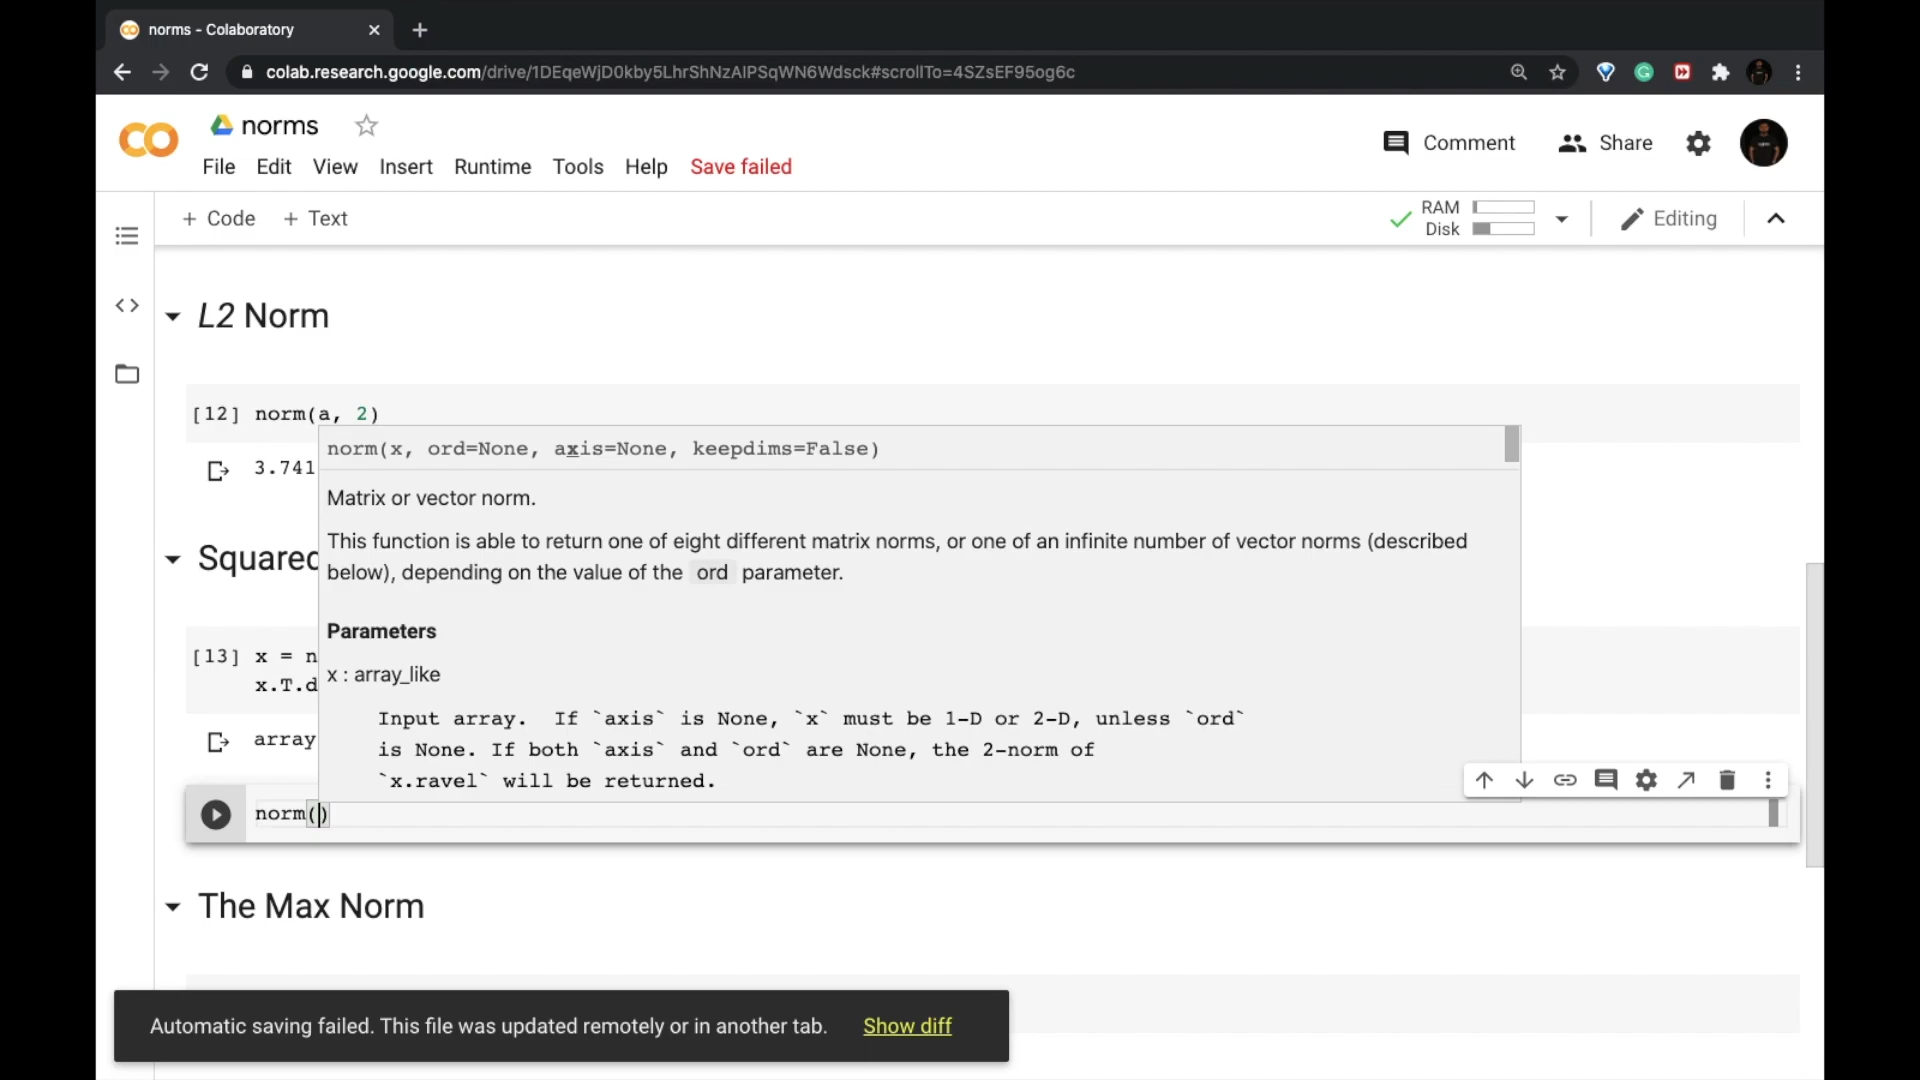 norms - Colaboratory
colab.research.google.com/drive/1DEqeWjD0kby5LhrShNzAIPSqWN6Wdsck#scrollTo=4SZsEF95og6c
norms
Comment
Share
File Edit View Insert Runtime Tools Help Save failed
+ Code + Text
RAM
Disk
Editing
L2 Norm
[12] norm(a, 2)
norm(x, ord=None, axis=None, keepdims=False)
3.741
Matrix or vector norm.
This function is able to return one of eight different matrix norms, or one of an infinite number of vector norms (described
below), depending on the value of the ord parameter.
Squared
Parameters
[13] x = n
x.T.d
x : array_like
Input array. If `axis` is None, `x` must be 1-D or 2-D, unless `ord`
is None. If both `axis` and `ord` are None, the 2-norm of
`x.ravel` will be returned.
array
norm()
The Max Norm
Automatic saving failed. This file was updated remotely or in another tab. Show diff